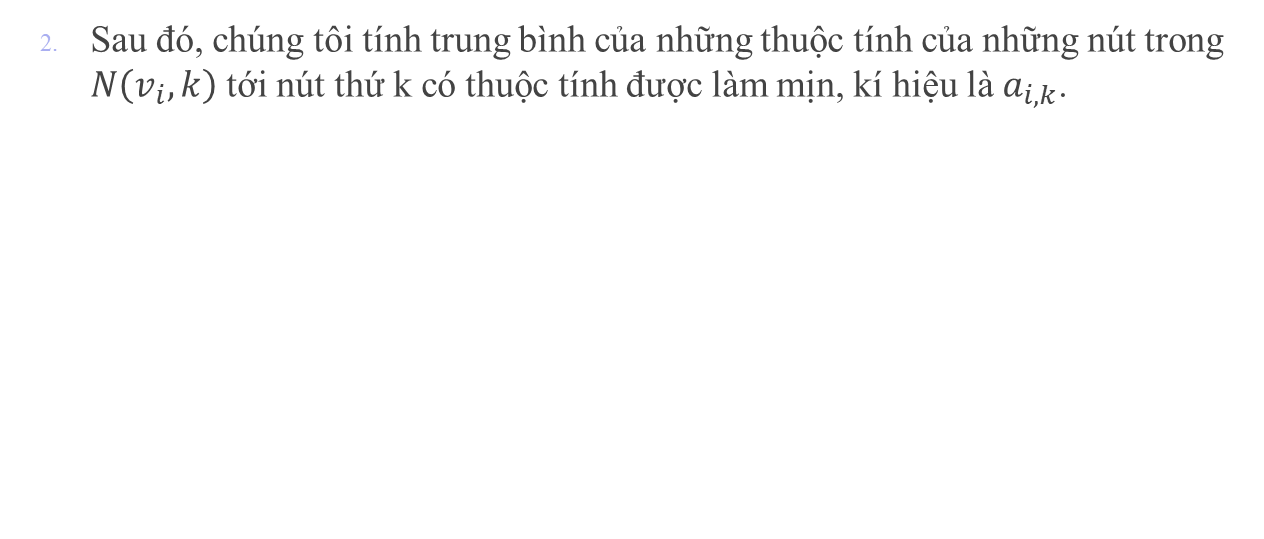 2. Sau đó, chúng tôi tính trung bình của những thuộc tính của những nút trong
N(vᵢ, k) tới nút thứ k có thuộc tính được làm mịn, kí hiệu là aᵢ,ₖ.